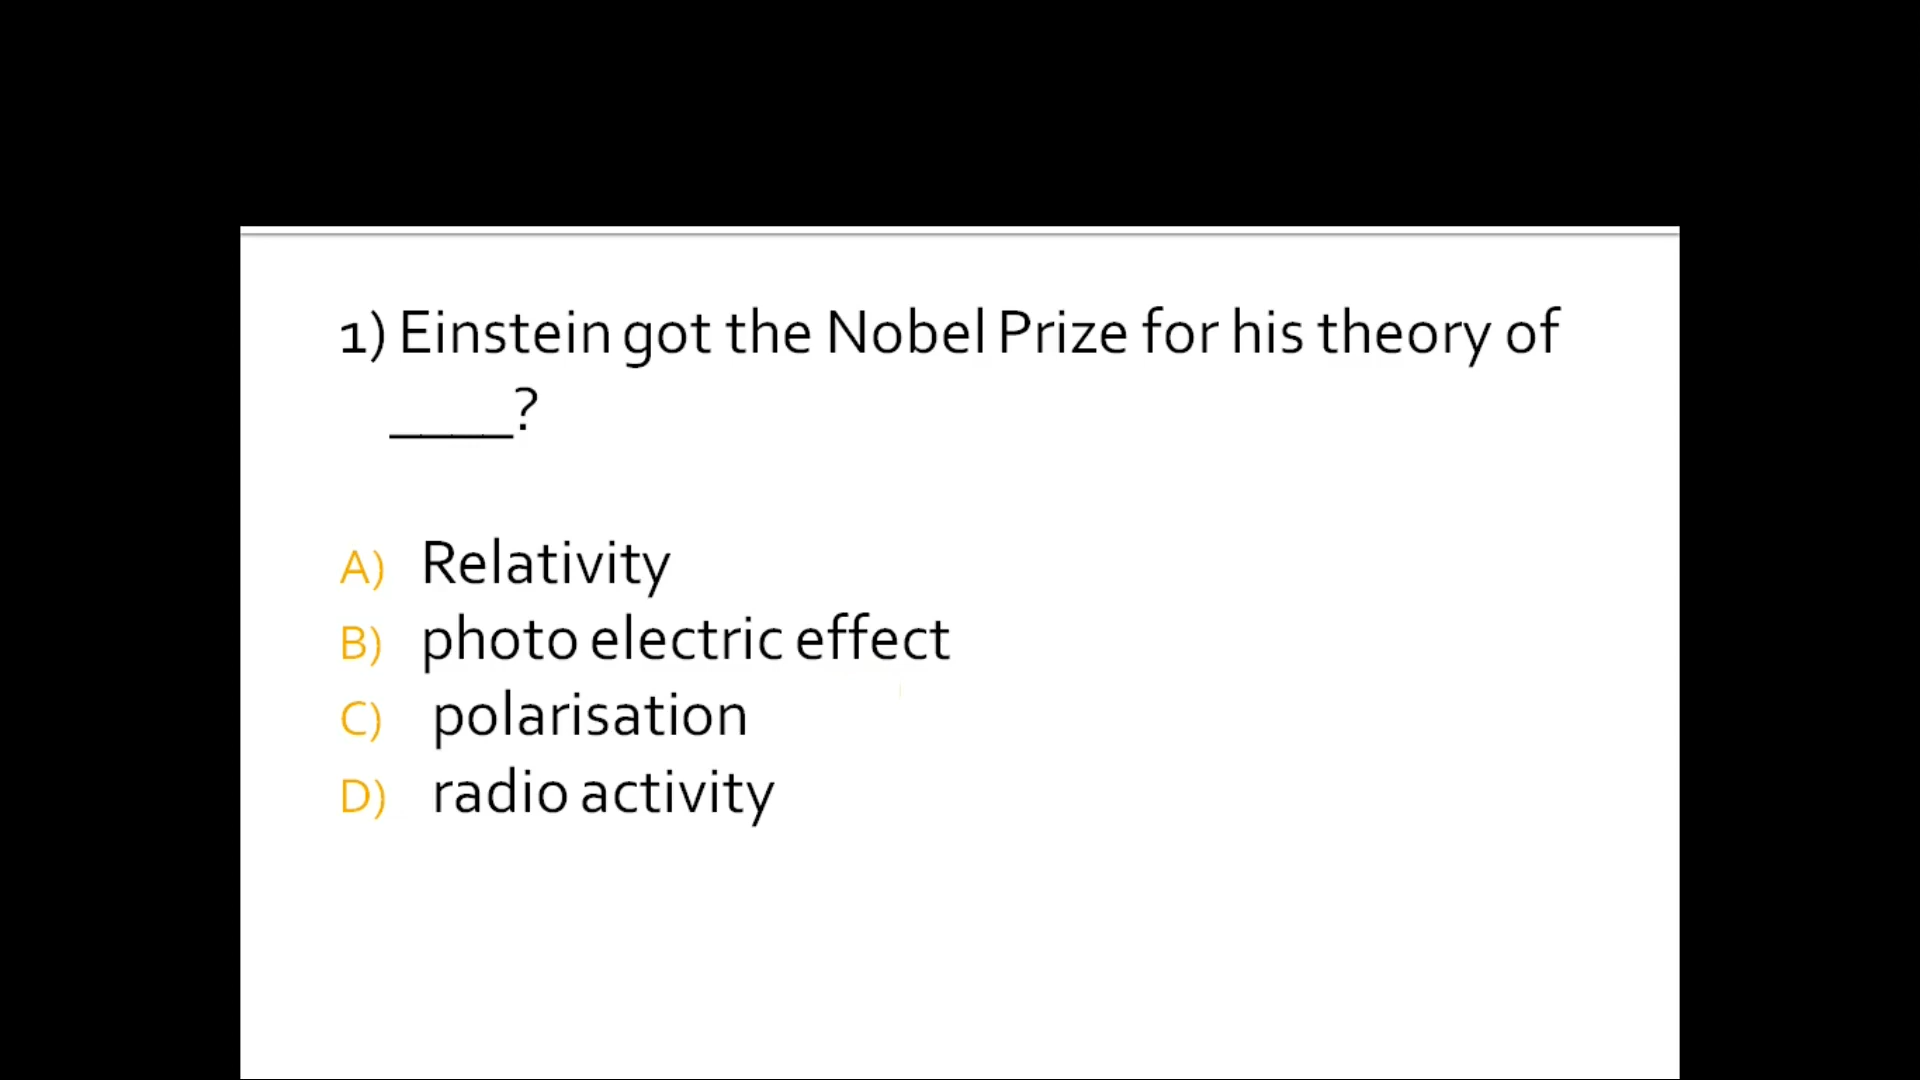 1) Einstein got the Nobel Prize for his theory of
____?
A) Relativity
B) photo electric effect
C) polarisation
D) radio activity